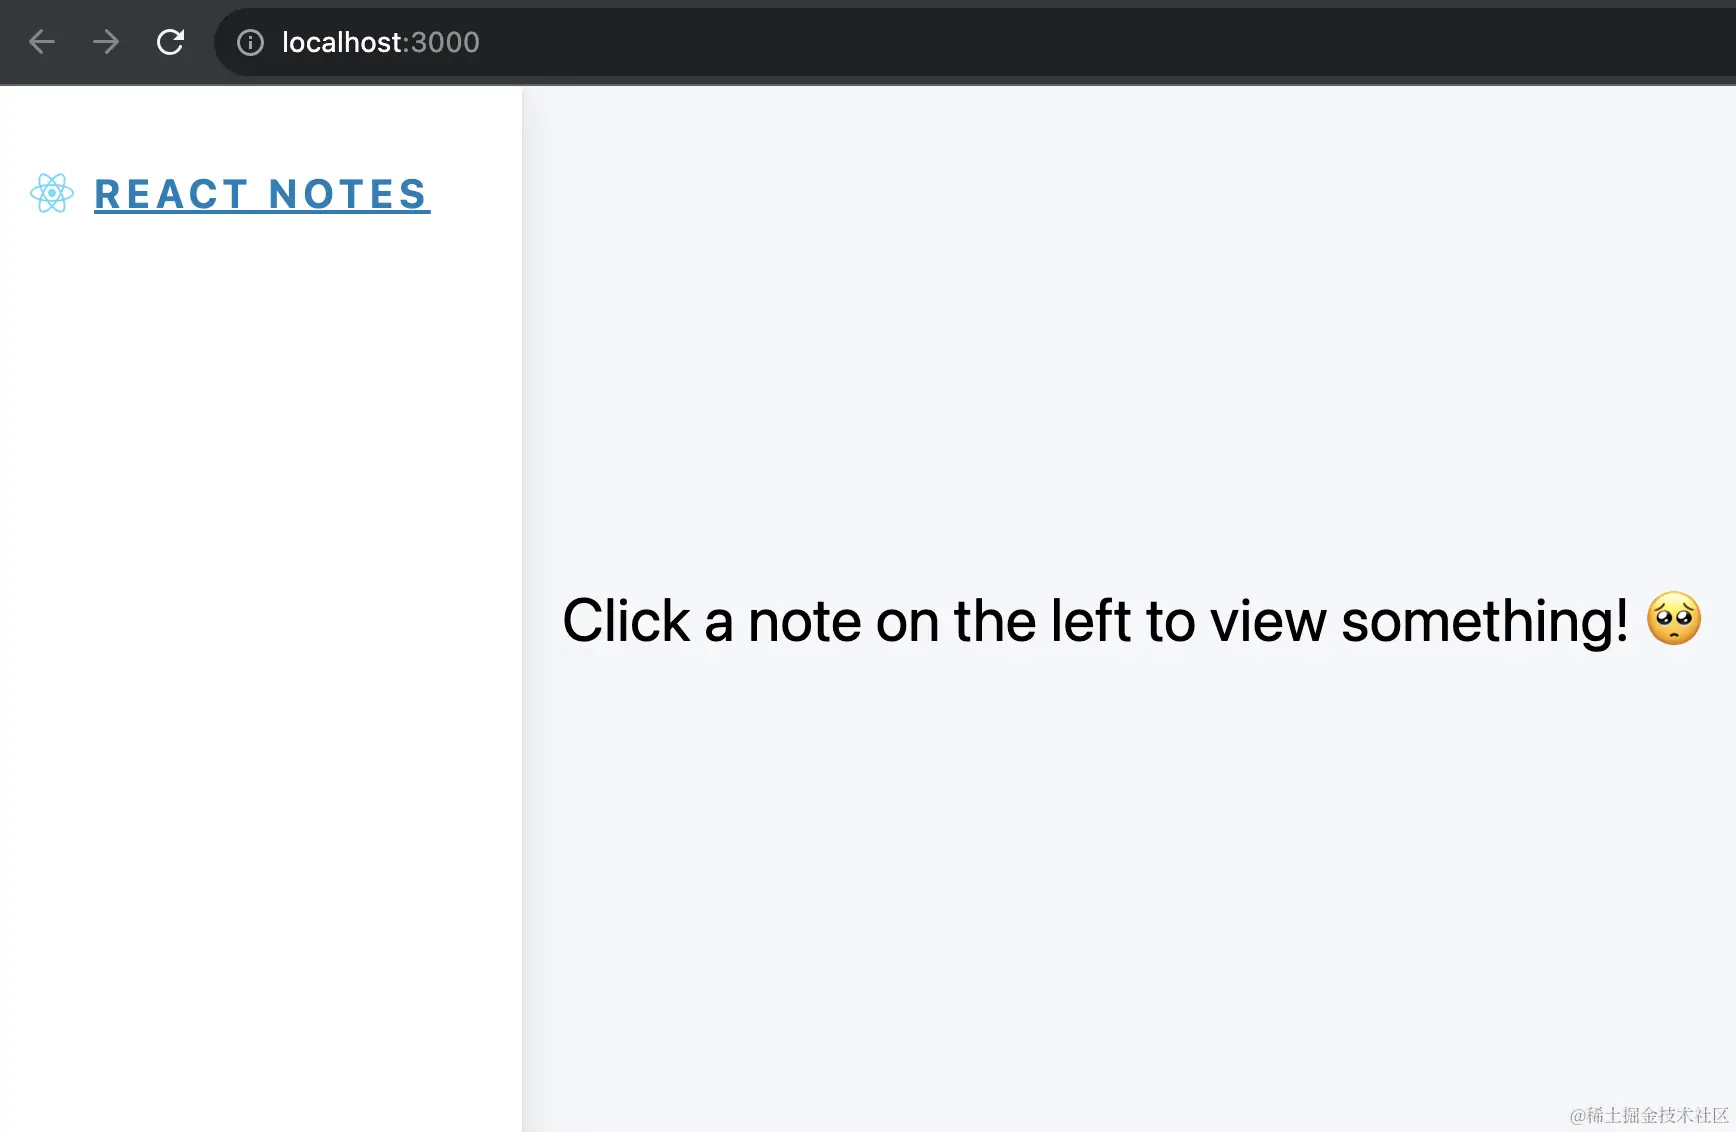 localhost:3000
REACT NOTES
Click a note on the left to view something! 🥺
@稀土掘金技术社区